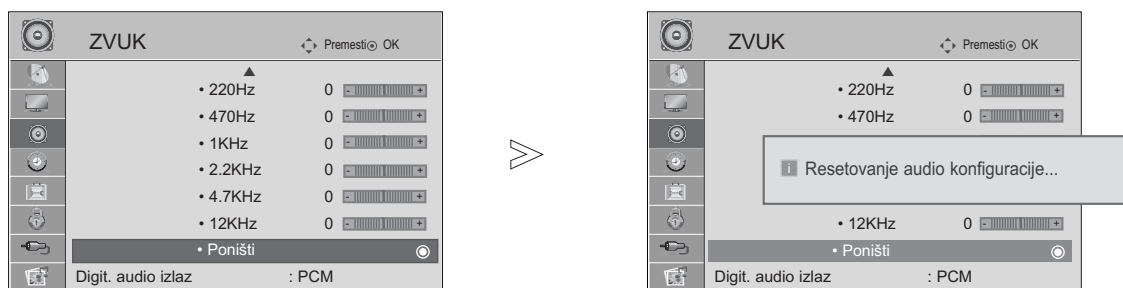 ZVUK
Premesti OK
• 220Hz 0 - +
• 470Hz 0 - +
• 1KHz 0 - +
• 2.2KHz 0 - +
• 4.7KHz 0 - +
• 12KHz 0 - +
• Poništi
Digit. audio izlaz : PCM
ZVUK
Premesti OK
• 220Hz 0 - +
• 470Hz 0 - +
i Resetovanje audio konfiguracije...
• 12KHz 0 - +
• Poništi
Digit. audio izlaz : PCM